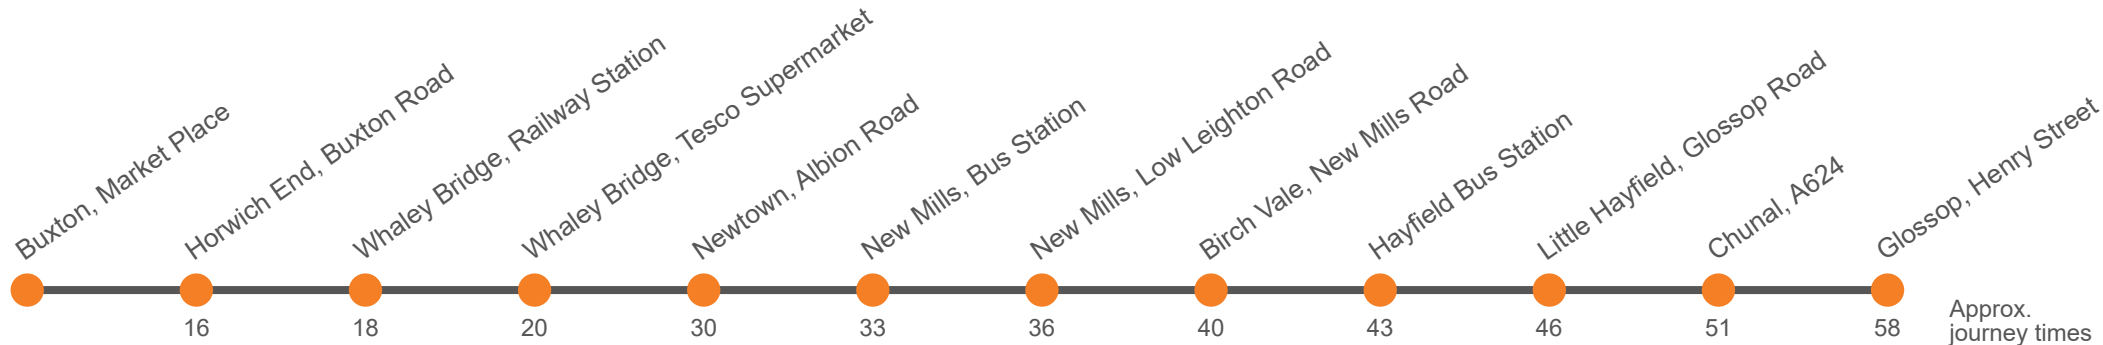 Buxton, Market Place
Horwich End, Buxton Road
Whaley Bridge, Railway Station
Whaley Bridge, Tesco Supermarket
Newtown, Albion Road
New Mills, Bus Station
New Mills, Low Leighton Road
Birch Vale, New Mills Road
Hayfield Bus Station
Little Hayfield, Glossop Road
Chunal, A624
Glossop, Henry Street
16 18 20 30 33 36 40 43 46 51 58
Approx.
journey times